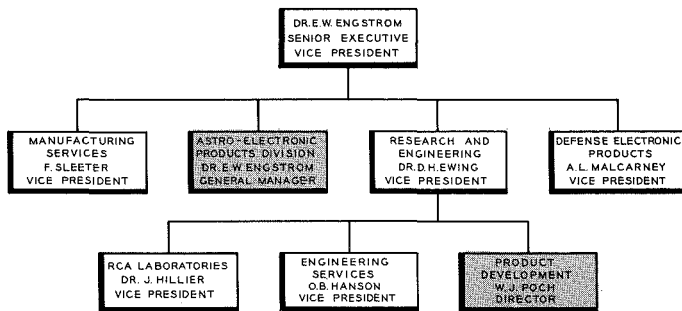 DR.E.W. ENGSTROM
SENIOR EXECUTIVE
VICE PRESIDENT
MANUFACTURING
SERVICES
F. SLEETER
VICE PRESIDENT
ASTRO-ELECTRONIC
PRODUCTS DIVISION
DR.E.W ENGSTROM
GENERAL MANAGER
RESEARCH AND
ENGINEERING
DR.D.H.EWING
VICE PRESIDENT
DEFENSE ELECTRONIC
PRODUCTS
A.L. MALCARNEY
VICE PRESIDENT
RCA LABORATORIES
DR. J. HILLIER
VICE PRESIDENT
ENGINEERING
SERVICES
O.B. HANSON
VICE PRESIDENT
PRODUCT
DEVELOPMENT
W.J. POCH
DIRECTOR